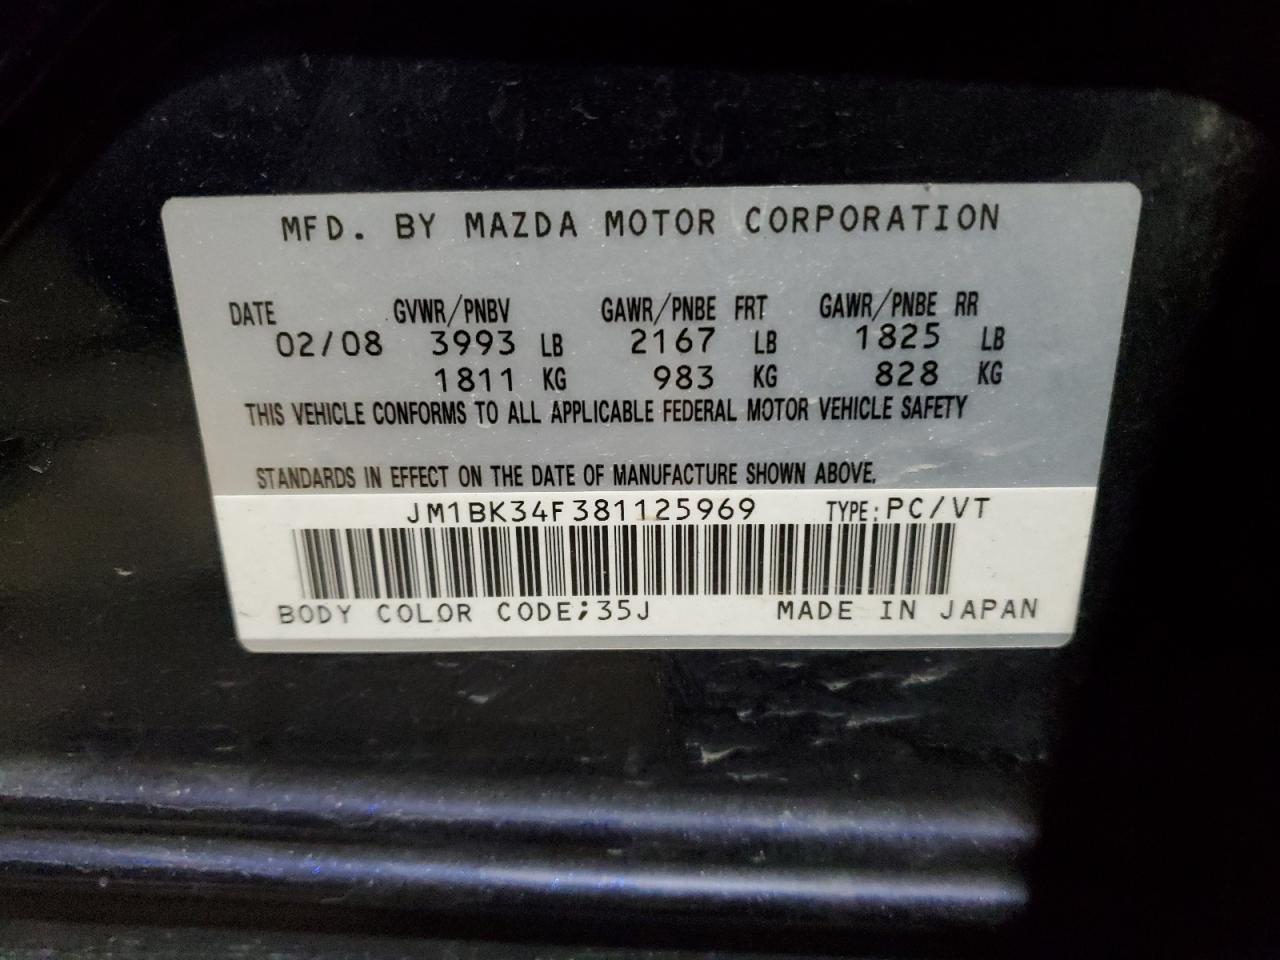 MFD. BY MAZDA MOTOR CORPORATION
DATE GVWR/PNBV GAWR/PNBE FRT GAWR/PNBE RR
02/08 3993 LB 2167 LB 1825 LB
1811 KG 983 KG 828 KG
THIS VEHICLE CONFORMS TO ALL APPLICABLE FEDERAL MOTOR VEHICLE SAFETY
STANDARDS IN EFFECT ON THE DATE OF MANUFACTURE SHOWN ABOVE.
JM1BK34F381125969 TYPE:PC/VT
BODY COLOR CODE;35J MADE IN JAPAN